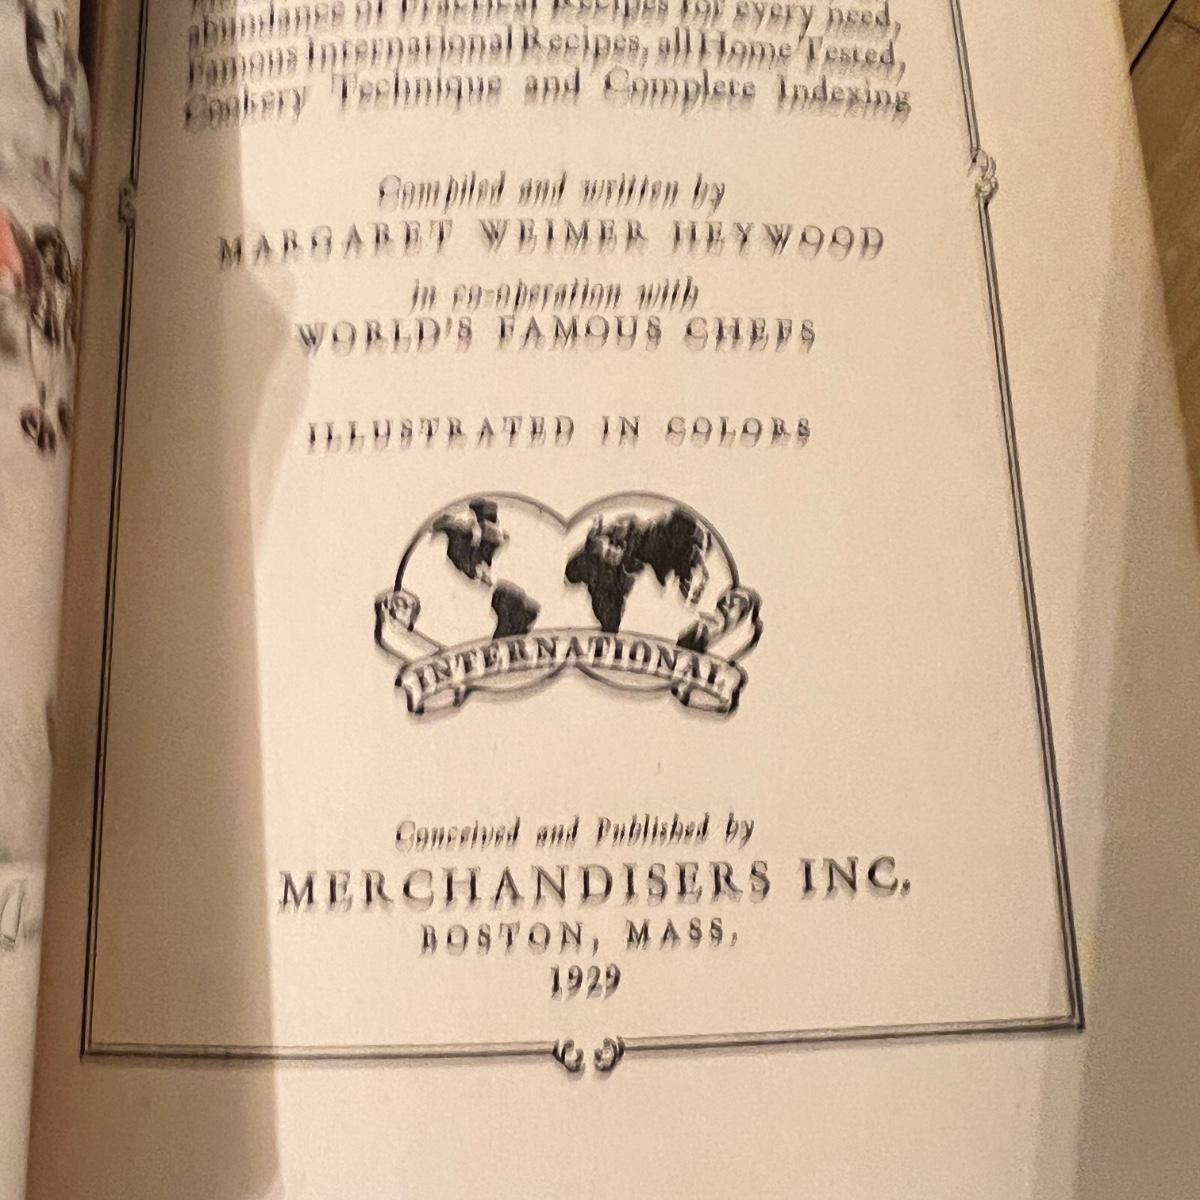 abundance of Practical Recipes for every need,
Famous International Recipes, all Home Tested,
Cookery Technique and Complete Indexing
Compiled and written by
MARGARET WEIMER HEYWOOD
in co-operation with
WORLD'S FAMOUS CHEFS
ILLUSTRATED IN COLORS
INTERNATIONAL
Conceived and Published by
MERCHANDISERS INC.
BOSTON, MASS.
1929